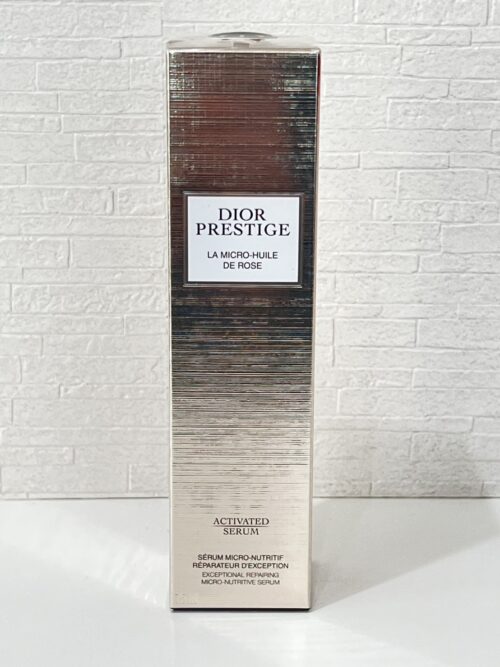 DIOR
PRESTIGE
LA MICRO-HUILE
DE ROSE
ACTIVATED
SERUM
SÉRUM MICRO-NUTRITIF
RÉPARATEUR D'EXCEPTION
EXCEPTIONAL REPAIRING
MICRO-NUTRITIVE SERUM